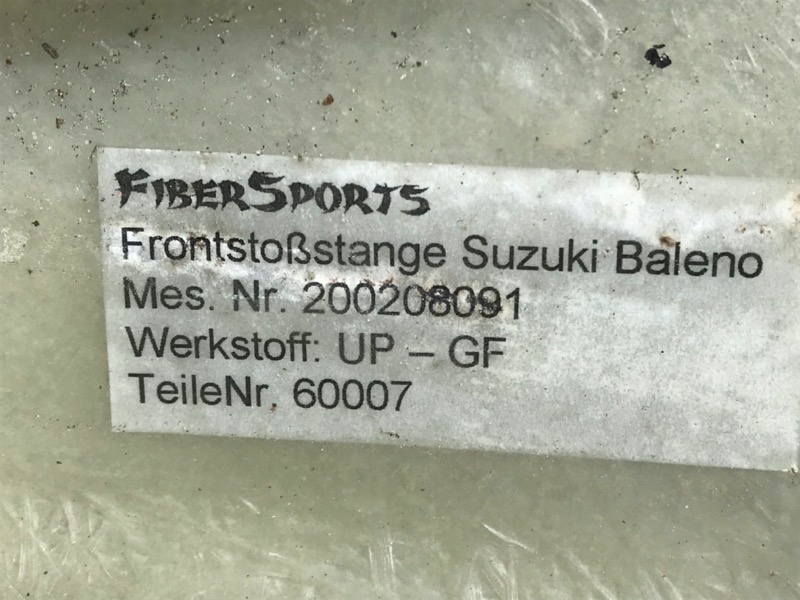 FIBERSPORTS
Frontstoßstange Suzuki Baleno
Mes. Nr. 200208091
Werkstoff: UP – GF
TeileNr. 60007